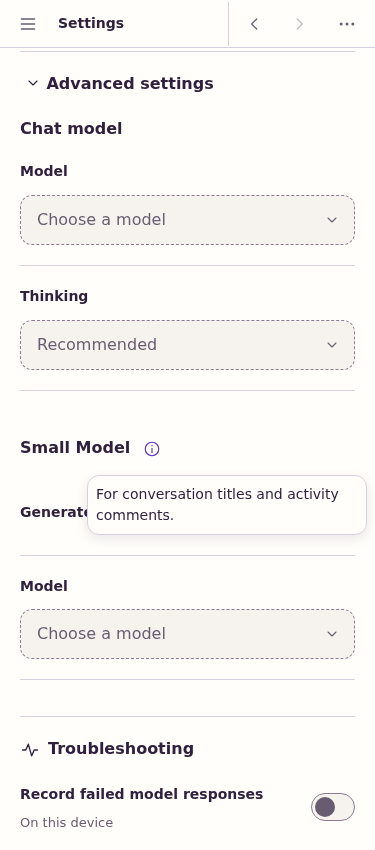 Settings
Advanced settings
Chat model
Model
Choose a model
Thinking
Recommended
Small Model
For conversation titles and activity
comments.
Model
Choose a model
Troubleshooting
Record failed model responses
On this device